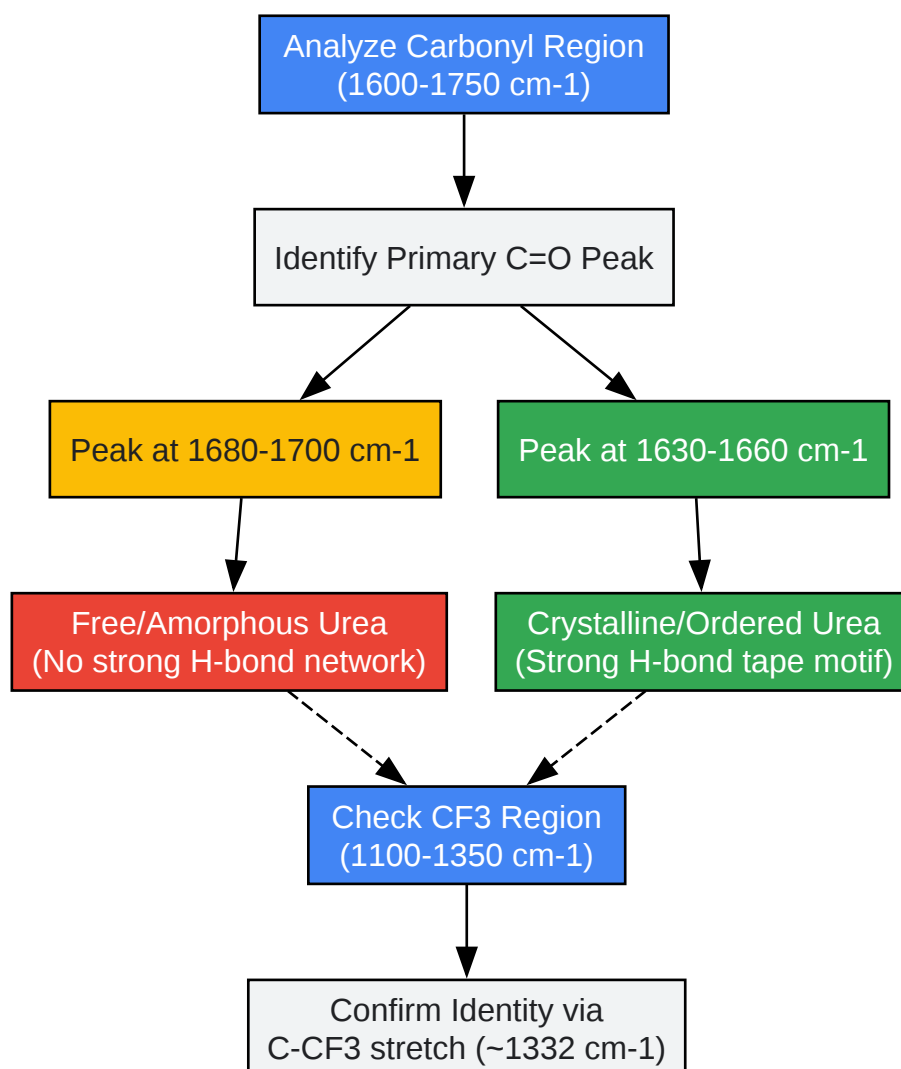 Analyze Carbonyl Region
(1600-1750 cm-1)
Identify Primary C=O Peak
Peak at 1680-1700 cm-1
Peak at 1630-1660 cm-1
Free/Amorphous Urea
(No strong H-bond network)
Crystalline/Ordered Urea
(Strong H-bond tape motif)
Check CF3 Region
(1100-1350 cm-1)
Confirm Identity via
C-CF3 stretch (~1332 cm-1)